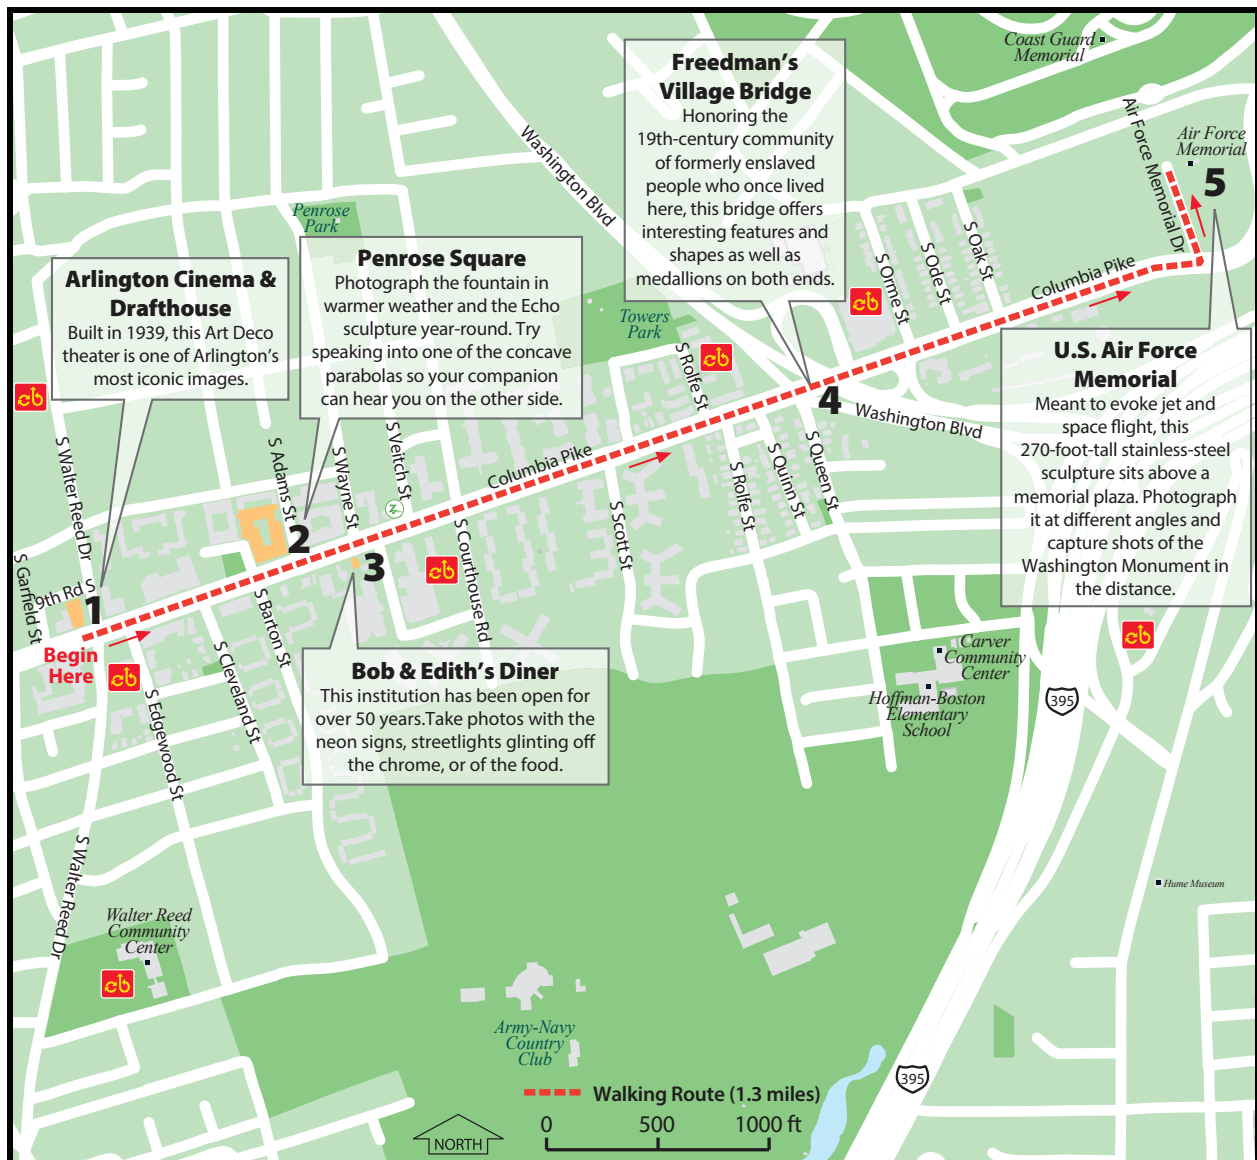 Coast Guard
Memorial
Air Force Memorial Dr
Air Force
Memorial
5
Freedman's
Village Bridge
Honoring the
19th-century community
of formerly enslaved
people who once lived
here, this bridge offers
interesting features and
shapes as well as
medallions on both ends.
Washington Blvd
Penrose
Park
Arlington Cinema &
Drafthouse
Built in 1939, this Art Deco
theater is one of Arlington's
most iconic images.
Penrose Square
Photograph the fountain in
warmer weather and the Echo
sculpture year-round. Try
speaking into one of the concave
parabolas so your companion
can hear you on the other side.
Towers
Park
S Orme St
S Ode St
S Oak St
Columbia Pike
U.S. Air Force
Memorial
Meant to evoke jet and
space flight, this
270-foot-tall stainless-steel
sculpture sits above a
memorial plaza. Photograph
it at different angles and
capture shots of the
Washington Monument in
the distance.
S Rolfe St
4
Washington Blvd
S Walter Reed Dr
S Adams St
S Wayne St
S Veitch St
Columbia Pike
S Rolfe St
S Quinn St
S Queen St
S Scott St
S Courthouse Rd
2
3
S Garfield St
9th Rd S
1
Begin
Here
S Barton St
S Cleveland St
S Edgewood St
Bob & Edith's Diner
This institution has been open for
over 50 years.Take photos with the
neon signs, streetlights glinting off
the chrome, or of the food.
Carver
Community
Center
Hoffman-Boston
Elementary
School
395
S Walter Reed Dr
Hume Museum
Walter Reed
Community
Center
Army-Navy
Country
Club
395
Walking Route (1.3 miles)
NORTH
0 500 1000 ft